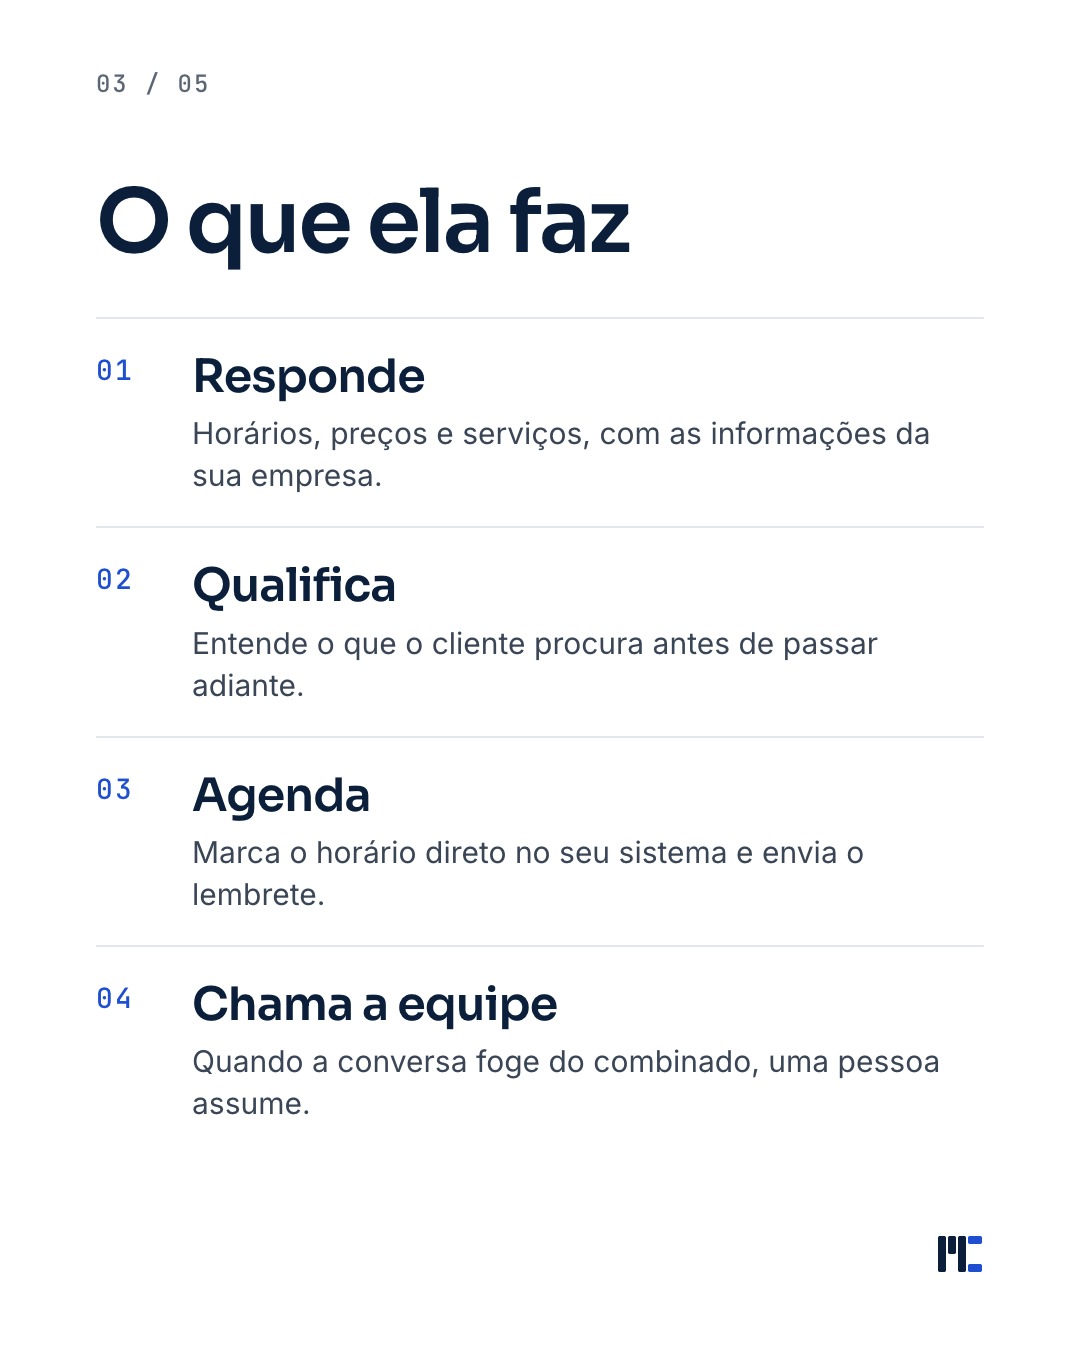 03 / 05
O que ela faz
01
Responde
Horários, preços e serviços, com as informações da
sua empresa.
02
Qualifica
Entende o que o cliente procura antes de passar
adiante.
03
Agenda
Marca o horário direto no seu sistema e envia o
lembrete.
04
Chama a equipe
Quando a conversa foge do combinado, uma pessoa
assume.
MC